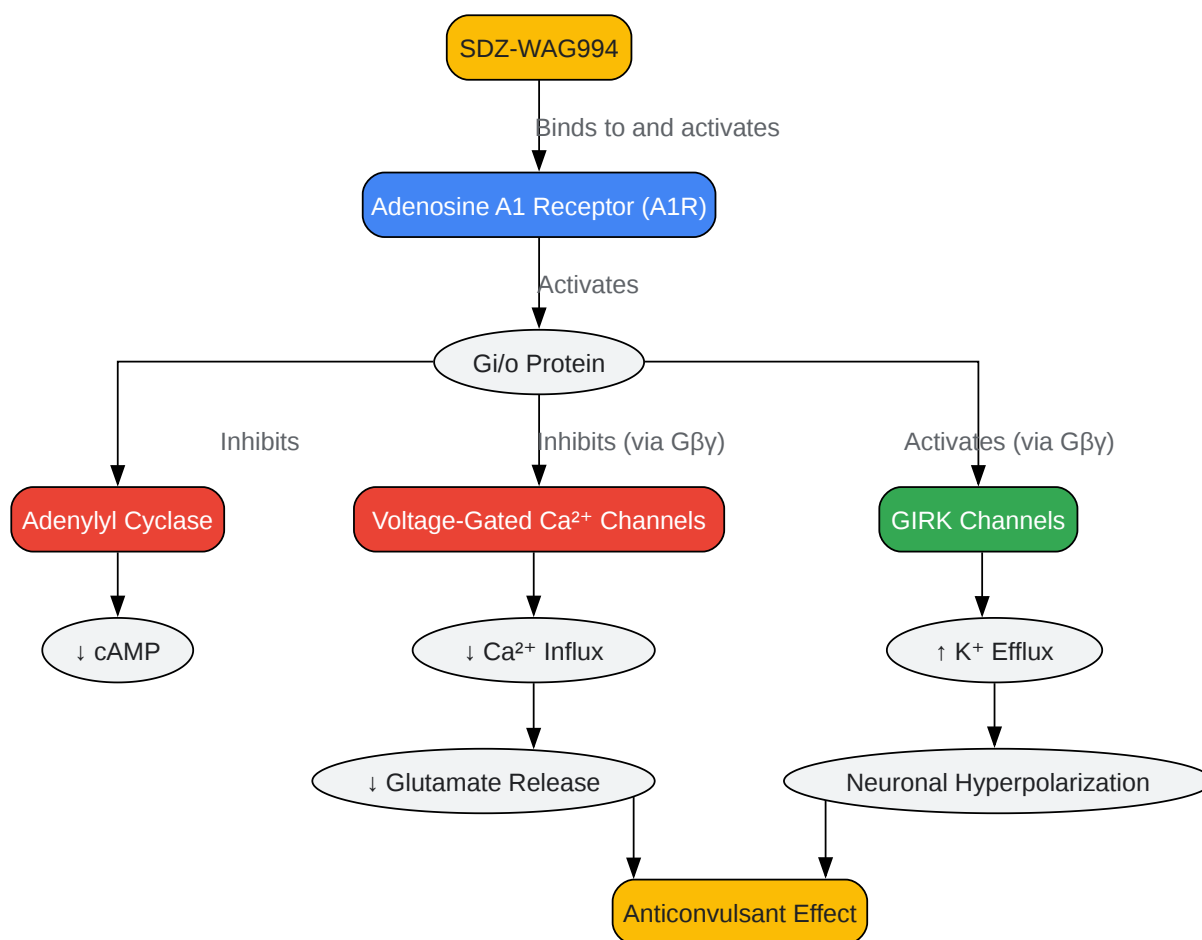 SDZ-WAG994
Binds to and activates
Adenosine A1 Receptor (A1R)
Activates
Gi/o Protein
Inhibits
Inhibits (via Gβγ)
Activates (via Gβγ)
Adenylyl Cyclase
Voltage-Gated Ca²⁺ Channels
GIRK Channels
↓ cAMP
↓ Ca²⁺ Influx
↑ K⁺ Efflux
↓ Glutamate Release
Neuronal Hyperpolarization
Anticonvulsant Effect